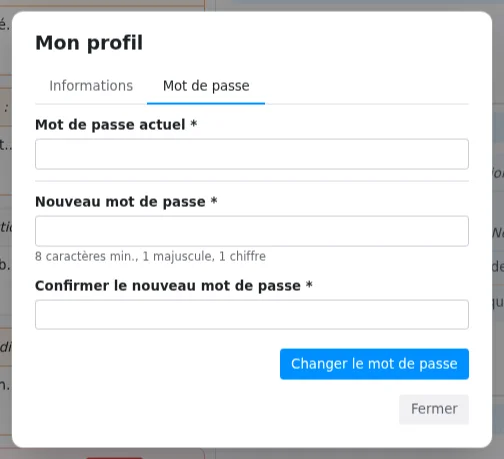 Mon profil
Informations
Mot de passe
Mot de passe actuel *
Nouveau mot de passe *
8 caractères min., 1 majuscule, 1 chiffre
Confirmer le nouveau mot de passe *
Changer le mot de passe
Fermer